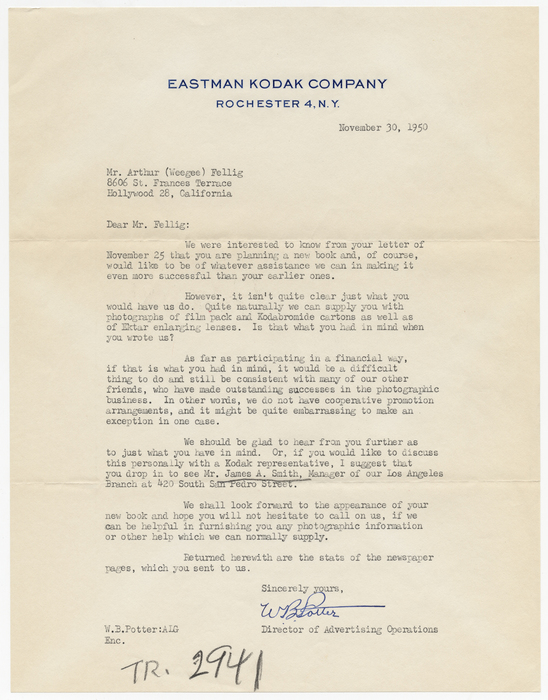 EASTMAN KODAK COMPANY
ROCHESTER 4, N.Y.
November 30, 1950
Mr. Arthur (Weegee) Fellig
8606 St. Frances Terrace
Hollywood 28, California
Dear Mr. Fellig:
We were interested to know from your letter of
November 25 that you are planning a new book and, of course,
would like to be of whatever assistance we can in making it
even more successful than your earlier ones.
However, it isn't quite clear just what you
would have us do. Quite naturally we can supply you with
photographs of film pack and Kodabromide cartons as well as
of Ektar enlarging lenses. Is that what you had in mind when
you wrote us?
As far as participating in a financial way,
if that is what you had in mind, it would be a difficult
thing to do and still be consistent with many of our other
friends, who have made outstanding successes in the photographic
business. In other words, we do not have cooperative promotion
arrangements, and it might be quite embarrassing to make an
exception in one case.
We should be glad to hear from you further as
to just what you have in mind. Or, if you would like to discuss
this personally with a Kodak representative, I suggest that
you drop in to see Mr. James A. Smith, Manager of our Los Angeles
Branch at 420 South San Pedro Street.
We shall look forward to the appearance of your
new book and hope you will not hesitate to call on us, if we
can be helpful in furnishing you any photographic information
or other help which we can normally supply.
Returned herewith are the stats of the newspaper
pages, which you sent to us.
Sincerely yours,
W B Potter
W.B.Potter:AIG
Director of Advertising Operations
Enc.
TR. 2941